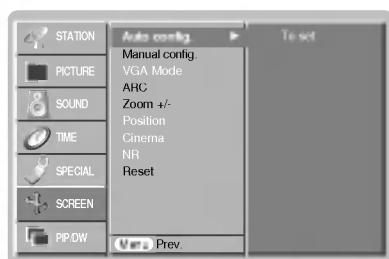 STATION
PICTURE
SOUND
TIME
SPECIAL
SCREEN
PIP/DW
Auto config.
Manual config.
VGA Mode
ARC
Zoom +/-
Position
Cinema
NR
Reset
Menu Prev.
To set